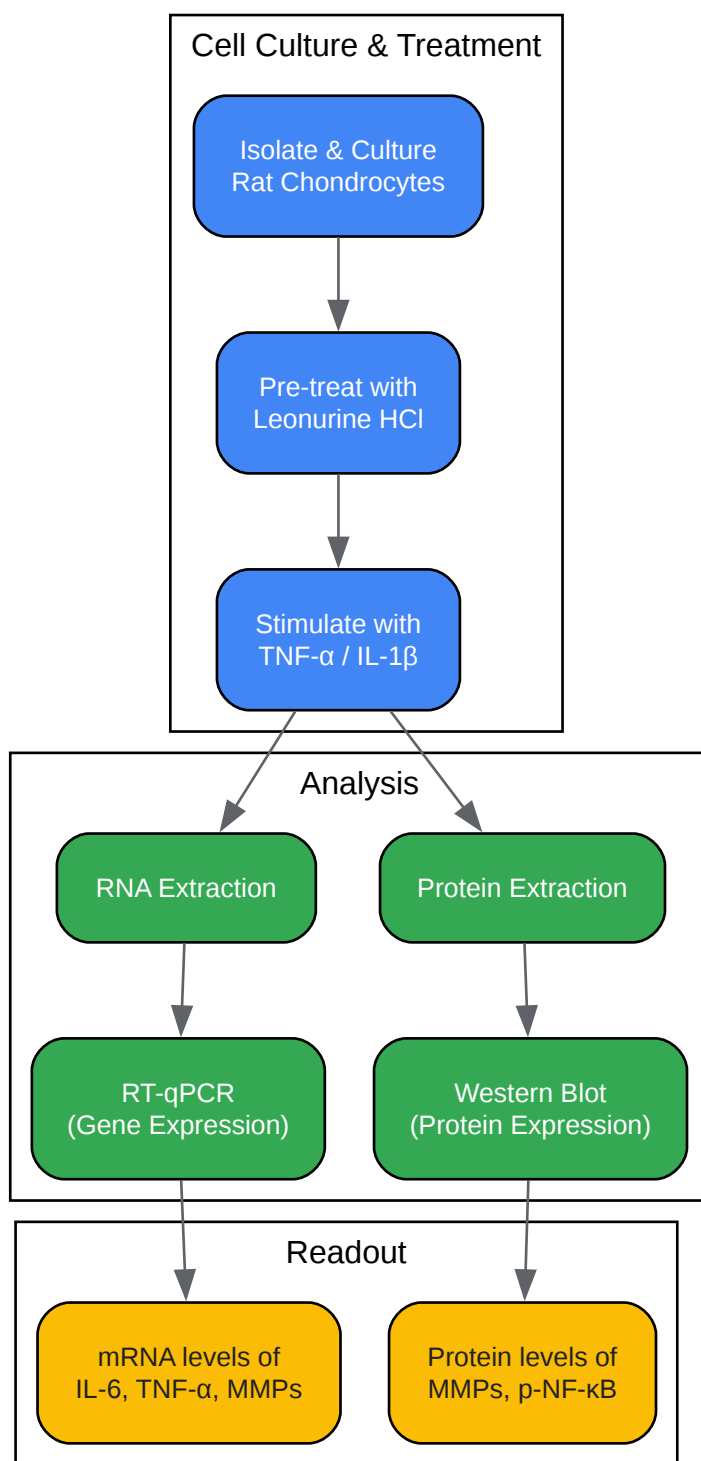 Cell Culture & Treatment
Isolate & Culture
Rat Chondrocytes
Pre-treat with
Leonurine HCl
Stimulate with
TNF-α / IL-1β
Analysis
RNA Extraction
Protein Extraction
RT-qPCR
(Gene Expression)
Western Blot
(Protein Expression)
Readout
mRNA levels of
IL-6, TNF-α, MMPs
Protein levels of
MMPs, p-NF-κB